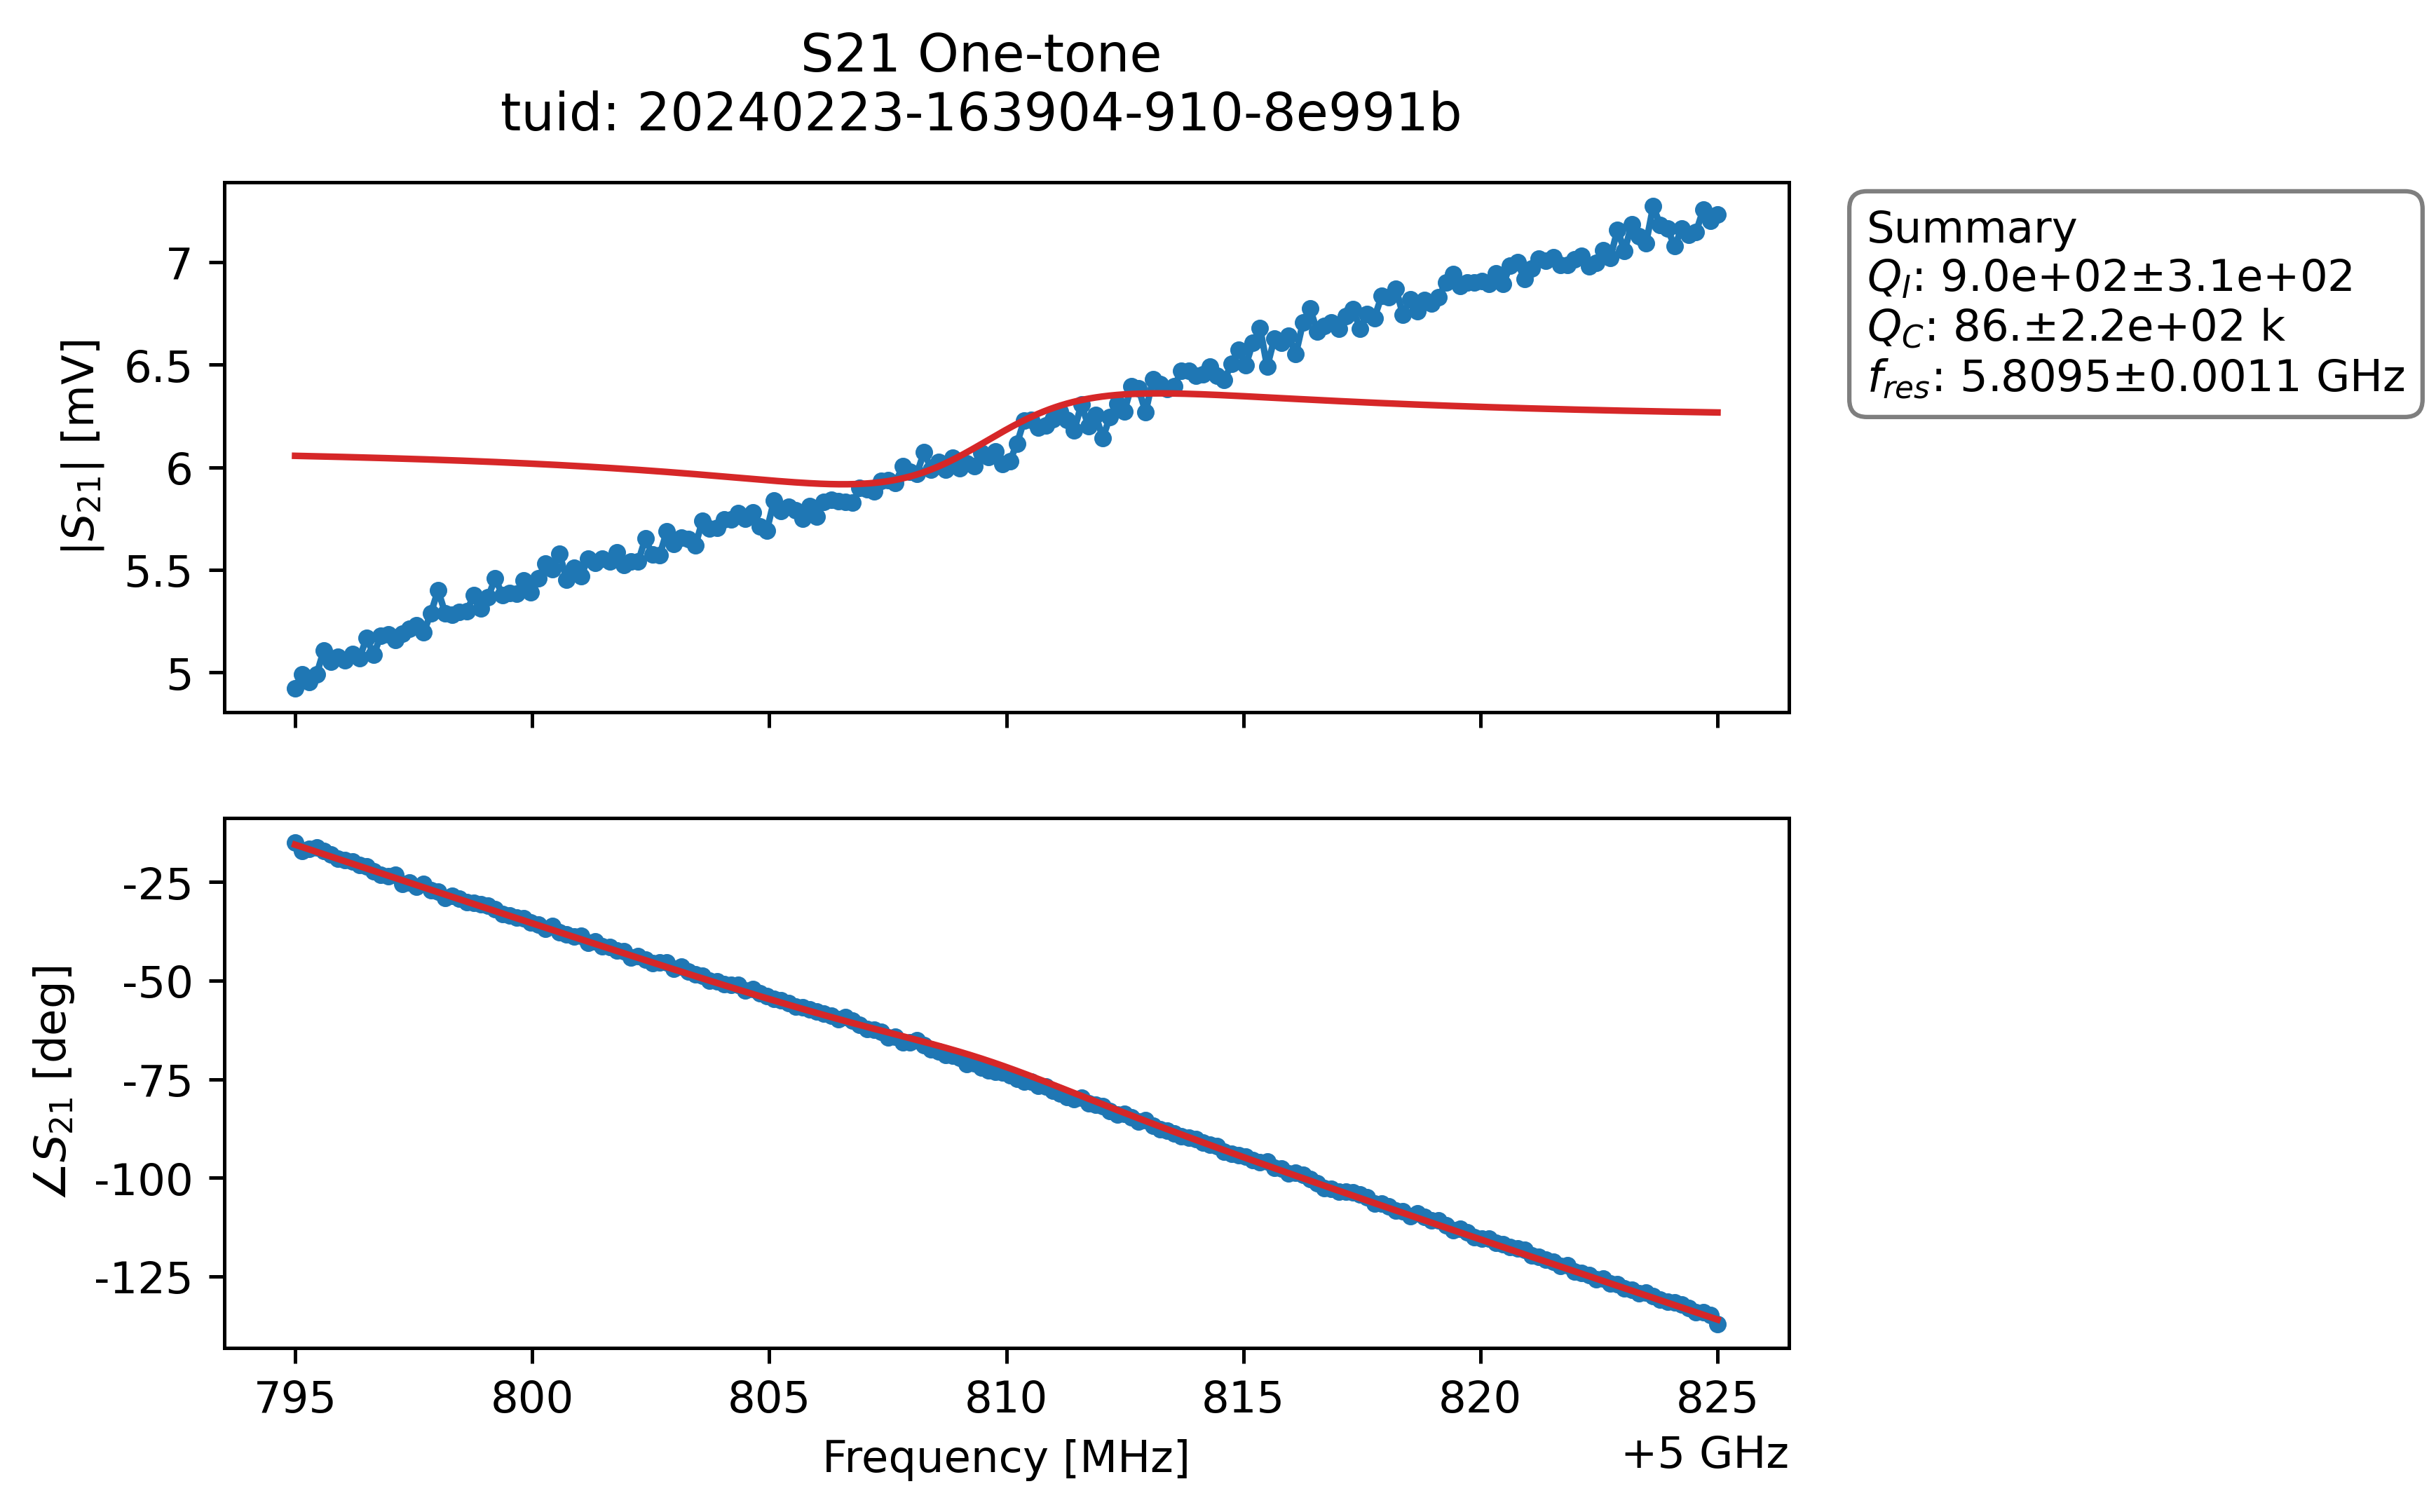 S21 One-tone
tuid: 20240223-163904-910-8e991b
|S21| [mV]
7
6.5
6
5.5
5
Summary
Ql: 9.0e+02±3.1e+02
QC: 86.±2.2e+02 k
fres: 5.8095±0.0011 GHz
∠S21 [deg]
-25
-50
-75
-100
-125
795 800 805 810 815 820 825
Frequency [MHz]
+5 GHz